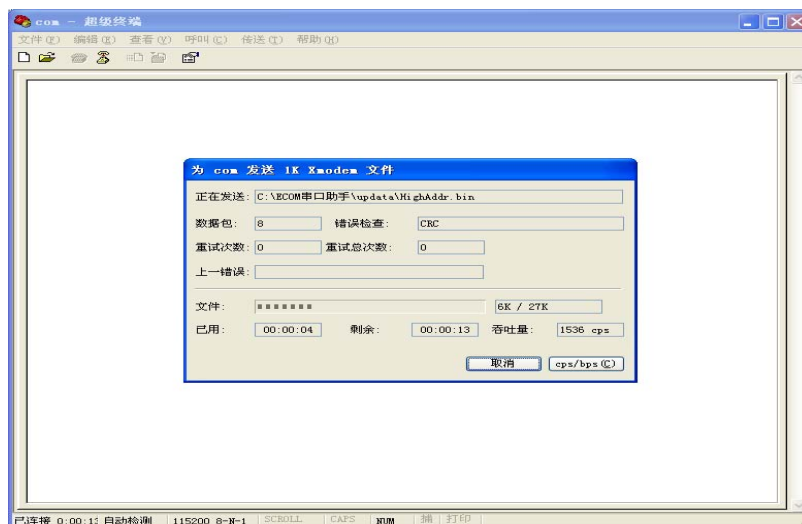 com - 超级终端
文件(F) 编辑(E) 查看(V) 呼叫(C) 传送(T) 帮助(H)
为 com 发送 1K Xmodem 文件
正在发送: C:\ECOM串口助手\updata\HighAddr.bin
数据包: 8 错误检查: CRC
重试次数: 0 重试总次数: 0
上一错误:
文件: 6K / 27K
已用: 00:00:04 剩余: 00:00:13 吞吐量: 1536 cps
取消 cps/bps(C)
已连接 0:00:13 自动检测 115200 8-N-1 SCROLL CAPS NUM 捕 打印